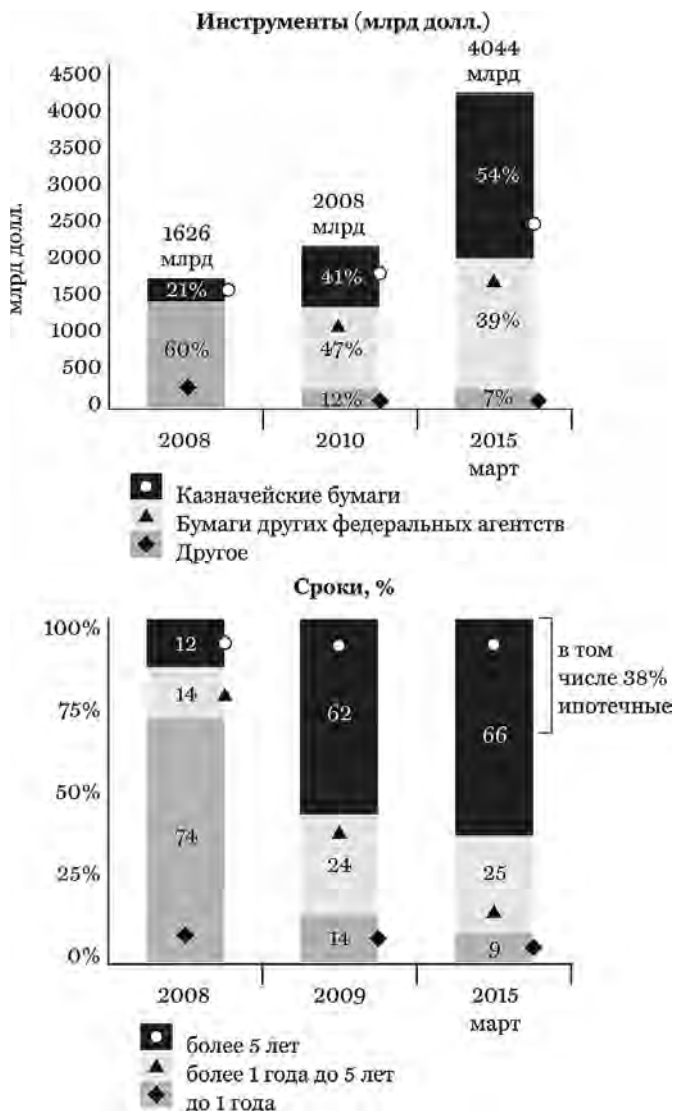 Инструменты (млрд долл.)
4044
млрд
4500
4000
3500
3000
2500
2000
1500
1000
500
0
млрд долл.
1626
млрд
2008
млрд
21%
60%
41%
47%
12%
54%
39%
7%
2008
2010
2015
март
Казначейские бумаги
Бумаги других федеральных агентств
Другое
Сроки, %
100%
75%
50%
25%
0%
12
14
74
62
24
14
66
25
9
в том
числе 38%
ипотечные
2008
2009
2015
март
более 5 лет
более 1 года до 5 лет
до 1 года